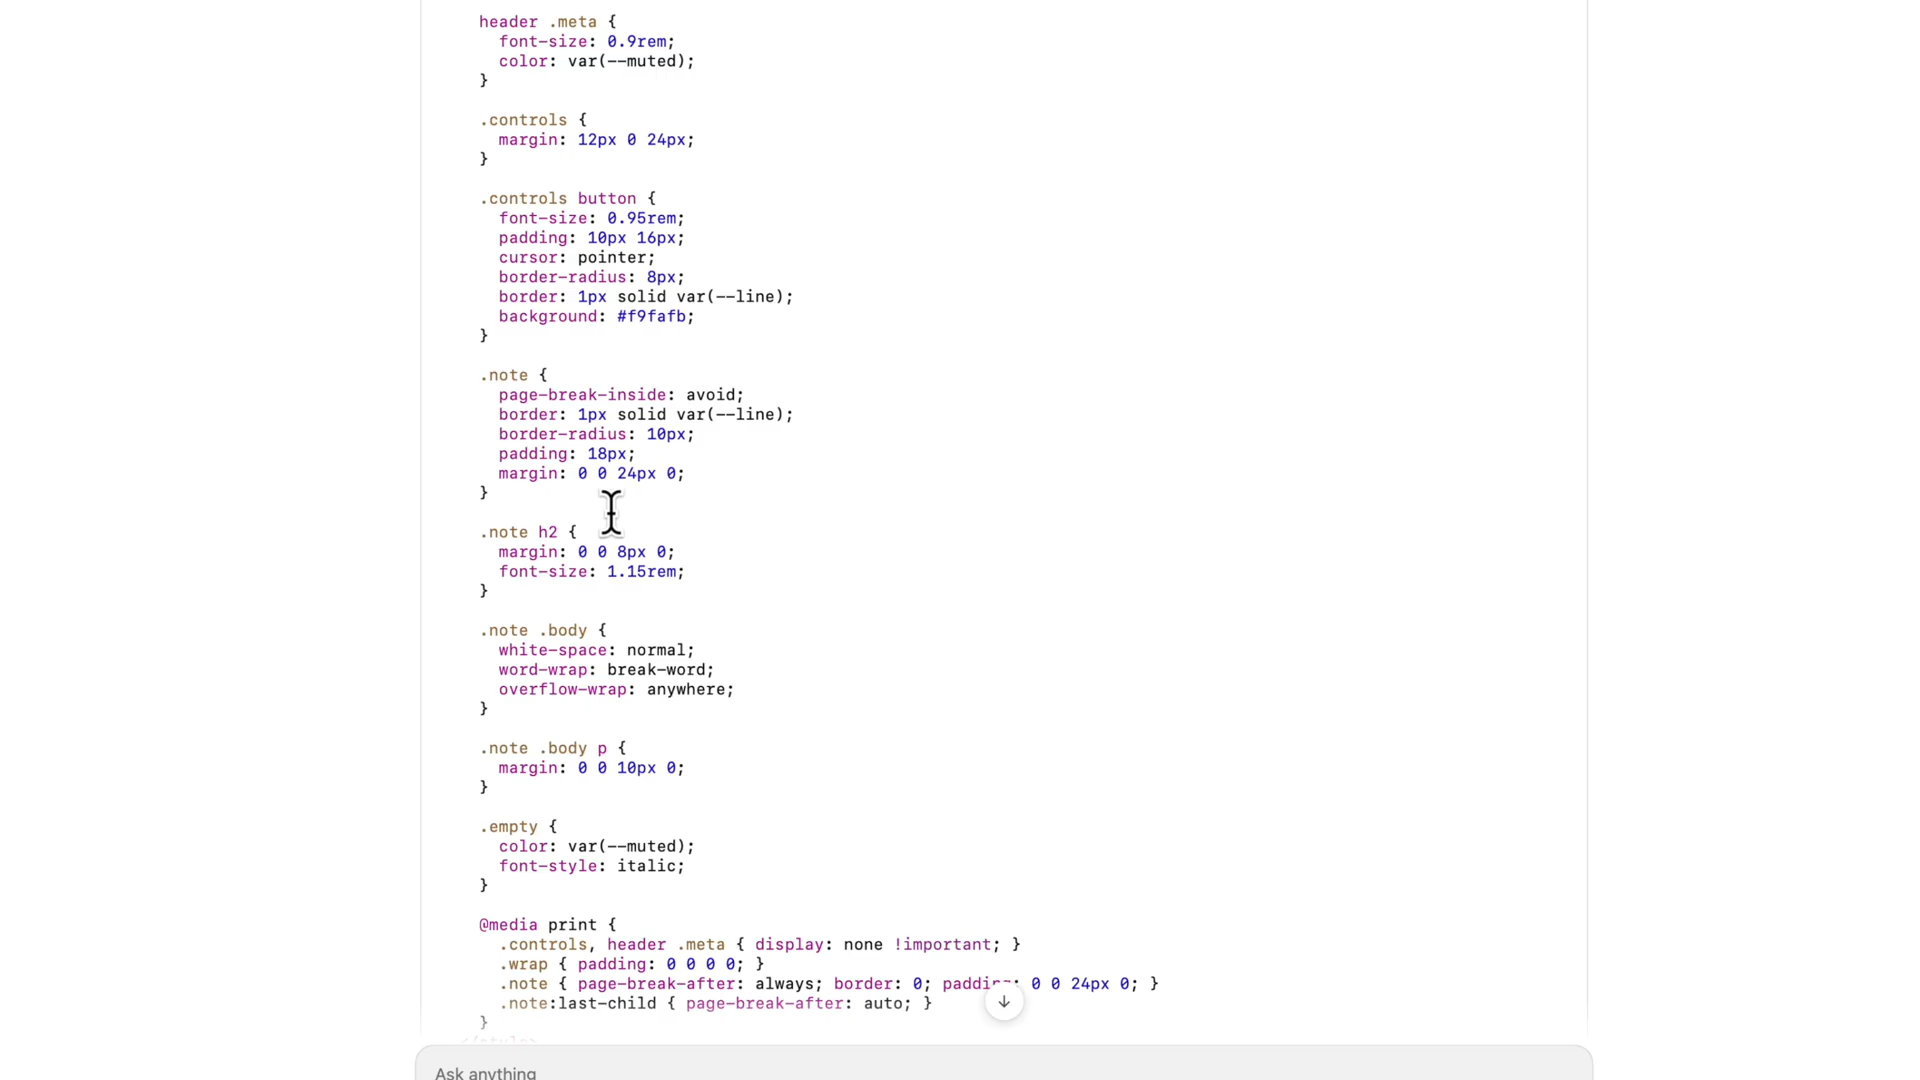 header .meta {
font-size: 0.9rem;
color: var(--muted);
}
.controls {
margin: 12px 0 24px;
}
.controls button {
font-size: 0.95rem;
padding: 10px 16px;
cursor: pointer;
border-radius: 8px;
border: 1px solid var(--line);
background: #f9fafb;
}
.note {
page-break-inside: avoid;
border: 1px solid var(--line);
border-radius: 10px;
padding: 18px;
margin: 0 0 24px 0;
}
.note h2 {
margin: 0 0 8px 0;
font-size: 1.15rem;
}
.note .body {
white-space: normal;
word-wrap: break-word;
overflow-wrap: anywhere;
}
.note .body p {
margin: 0 0 10px 0;
}
.empty {
color: var(--muted);
font-style: italic;
}
@media print {
.controls, header .meta { display: none !important; }
.wrap { padding: 0 0 0 0; }
.note { page-break-after: always; border: 0; padding: 0 0 24px 0; }
.note:last-child { page-break-after: auto; }
}
</style>
Ask anything